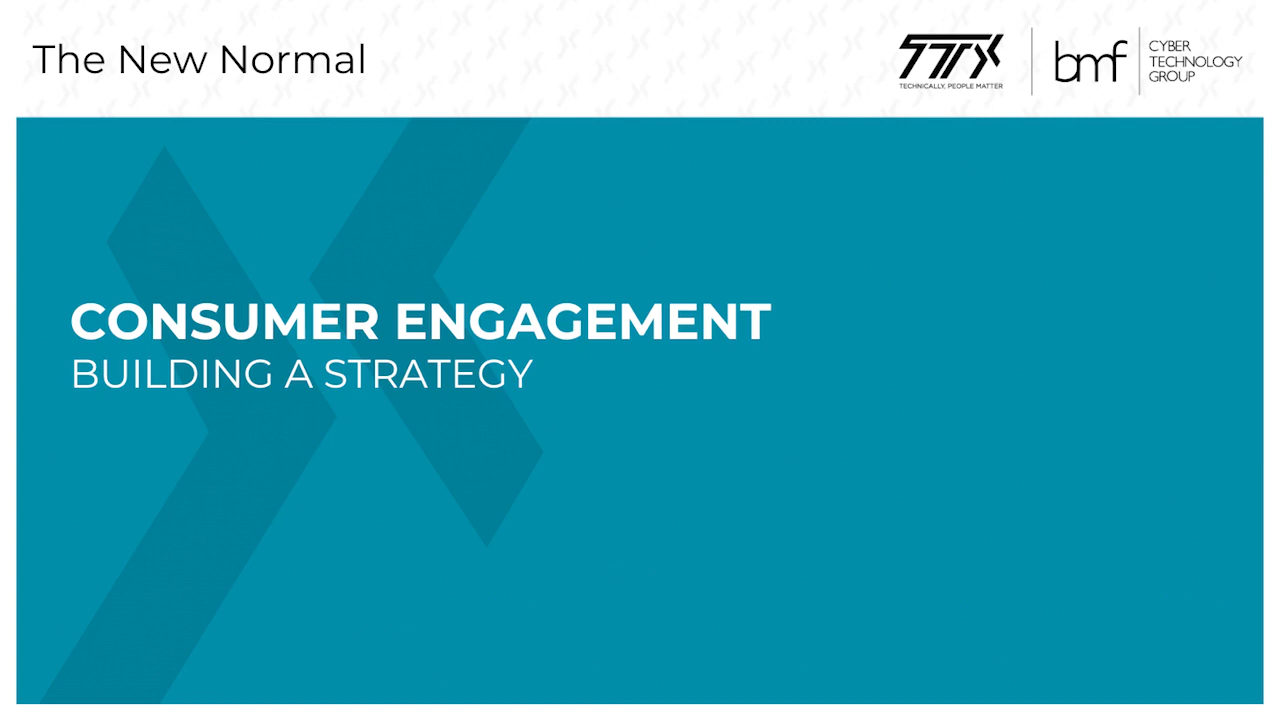 The New Normal
TTX
TECHNICALLY, PEOPLE MATTER
bmf
CYBER
TECHNOLOGY
GROUP
CONSUMER ENGAGEMENT
BUILDING A STRATEGY